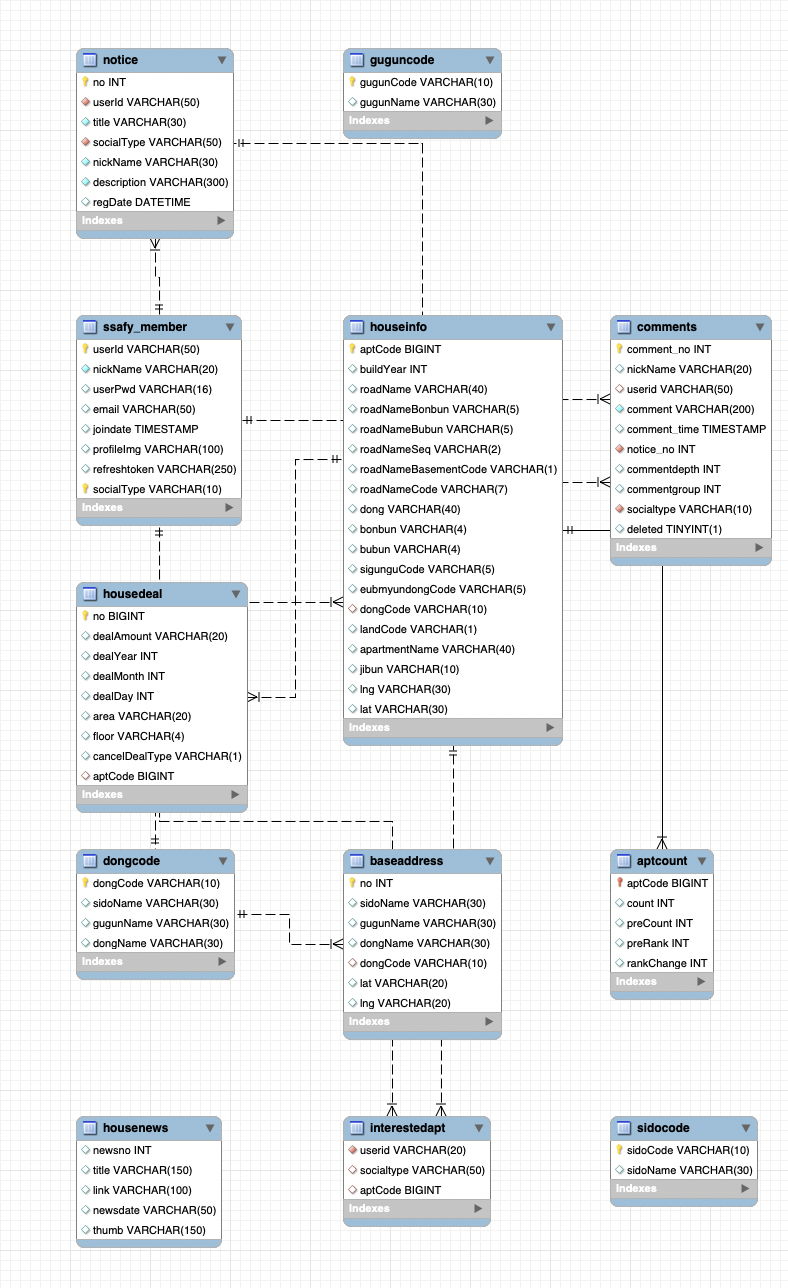 notice
no INT
userId VARCHAR(50)
title VARCHAR(30)
socialType VARCHAR(50)
nickName VARCHAR(30)
description VARCHAR(300)
regDate DATETIME
Indexes
guguncode
gugunCode VARCHAR(10)
gugunName VARCHAR(30)
Indexes
ssafy_member
userId VARCHAR(50)
nickName VARCHAR(20)
userPwd VARCHAR(16)
email VARCHAR(50)
joindate TIMESTAMP
profileImg VARCHAR(100)
refreshtoken VARCHAR(250)
socialType VARCHAR(10)
Indexes
houseinfo
aptCode BIGINT
buildYear INT
roadName VARCHAR(40)
roadNameBonbun VARCHAR(5)
roadNameBubun VARCHAR(5)
roadNameSeq VARCHAR(2)
roadNameBasementCode VARCHAR(1)
roadNameCode VARCHAR(7)
dong VARCHAR(40)
bonbun VARCHAR(4)
bubun VARCHAR(4)
sigunguCode VARCHAR(5)
eubmyundongCode VARCHAR(5)
dongCode VARCHAR(10)
landCode VARCHAR(1)
apartmentName VARCHAR(40)
jibun VARCHAR(10)
lng VARCHAR(30)
lat VARCHAR(30)
Indexes
comments
comment_no INT
nickName VARCHAR(20)
userid VARCHAR(50)
comment VARCHAR(200)
comment_time TIMESTAMP
notice_no INT
commentdepth INT
commentgroup INT
socialtype VARCHAR(10)
deleted TINYINT(1)
Indexes
housedeal
no BIGINT
dealAmount VARCHAR(20)
dealYear INT
dealMonth INT
dealDay INT
area VARCHAR(20)
floor VARCHAR(4)
cancelDealType VARCHAR(1)
aptCode BIGINT
Indexes
dongcode
dongCode VARCHAR(10)
sidoName VARCHAR(30)
gugunName VARCHAR(30)
dongName VARCHAR(30)
Indexes
baseaddress
no INT
sidoName VARCHAR(30)
gugunName VARCHAR(30)
dongName VARCHAR(30)
dongCode VARCHAR(10)
lat VARCHAR(20)
lng VARCHAR(20)
Indexes
aptcount
aptCode BIGINT
count INT
preCount INT
preRank INT
rankChange INT
Indexes
housenews
newsno INT
title VARCHAR(150)
link VARCHAR(100)
newsdate VARCHAR(50)
thumb VARCHAR(150)
interestedapt
userid VARCHAR(20)
socialtype VARCHAR(50)
aptCode BIGINT
Indexes
sidocode
sidoCode VARCHAR(10)
sidoName VARCHAR(30)
Indexes